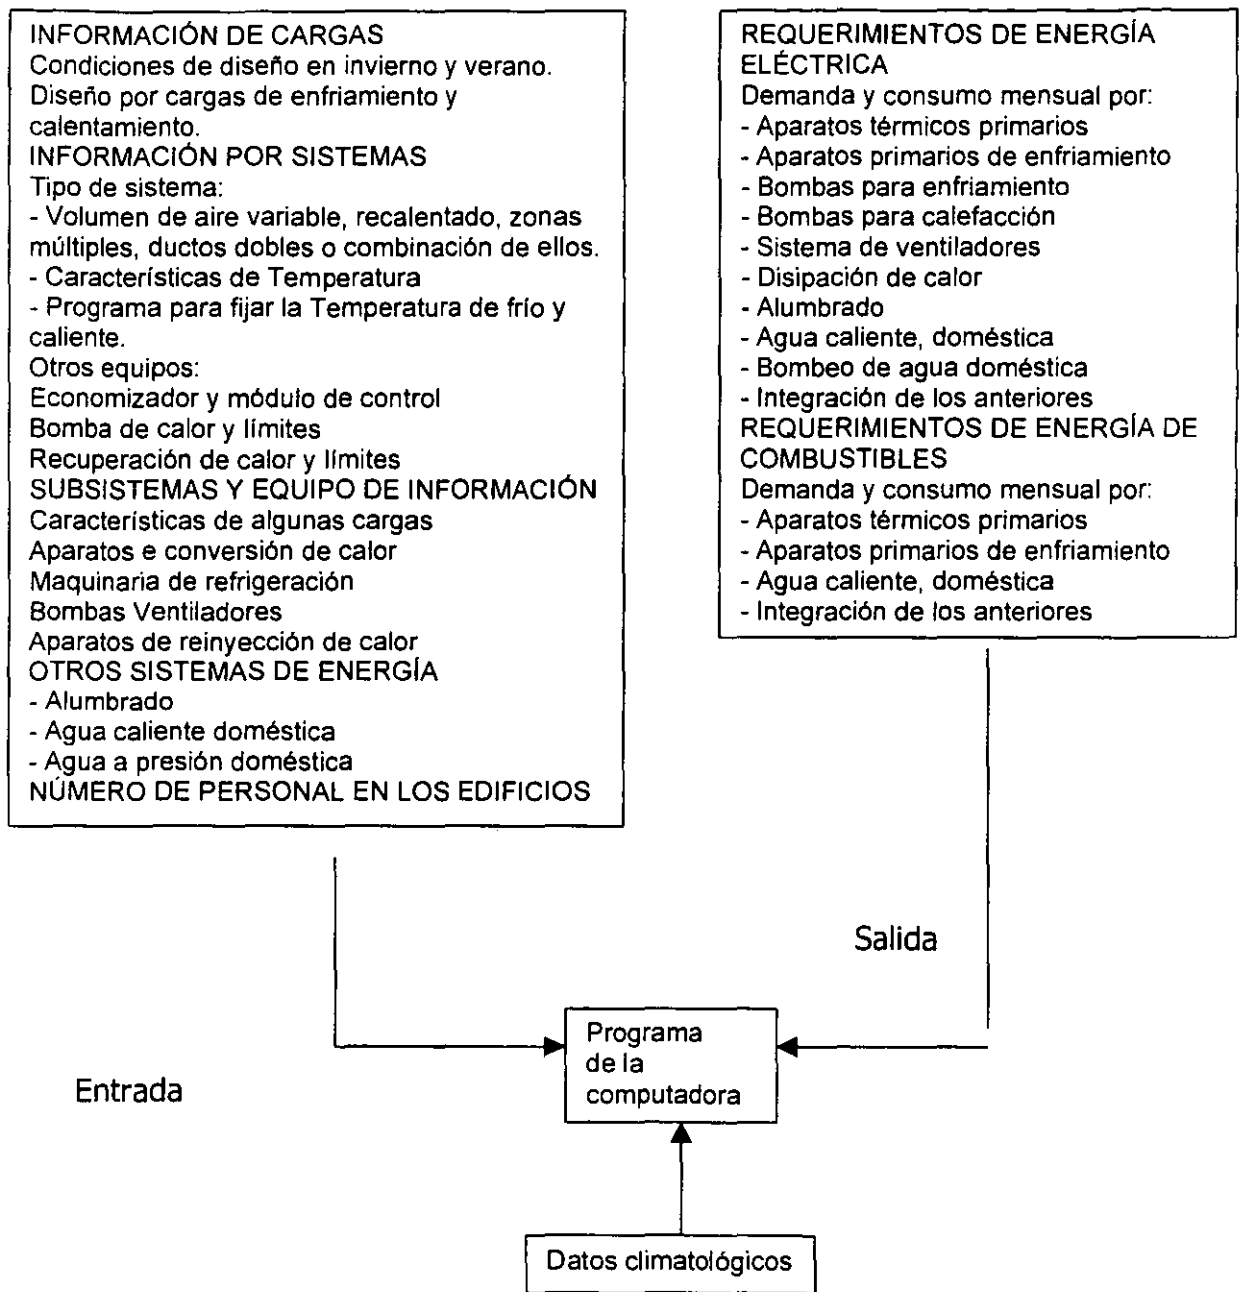 INFORMACIÓN DE CARGAS
Condiciones de diseño en invierno y verano.
Diseño por cargas de enfriamiento y
calentamiento.
INFORMACIÓN POR SISTEMAS
Tipo de sistema:
- Volumen de aire variable, recalentado, zonas
múltiples, ductos dobles o combinación de ellos.
- Características de Temperatura
- Programa para fijar la Temperatura de frío y
caliente.
Otros equipos:
Economizador y módulo de control
Bomba de calor y límites
Recuperación de calor y límites
SUBSISTEMAS Y EQUIPO DE INFORMACIÓN
Características de algunas cargas
Aparatos e conversión de calor
Maquinaria de refrigeración
Bombas Ventiladores
Aparatos de reinyección de calor
OTROS SISTEMAS DE ENERGÍA
- Alumbrado
- Agua caliente doméstica
- Agua a presión doméstica
NÚMERO DE PERSONAL EN LOS EDIFICIOS
REQUERIMIENTOS DE ENERGÍA
ELÉCTRICA
Demanda y consumo mensual por:
- Aparatos térmicos primarios
- Aparatos primarios de enfriamiento
- Bombas para enfriamiento
- Bombas para calefacción
- Sistema de ventiladores
- Disipación de calor
- Alumbrado
- Agua caliente, doméstica
- Bombeo de agua doméstica
- Integración de los anteriores
REQUERIMIENTOS DE ENERGÍA DE
COMBUSTIBLES
Demanda y consumo mensual por:
- Aparatos térmicos primarios
- Aparatos primarios de enfriamiento
- Agua caliente, doméstica
- Integración de los anteriores
Salida
Programa
de la
computadora
Entrada
Datos climatológicos